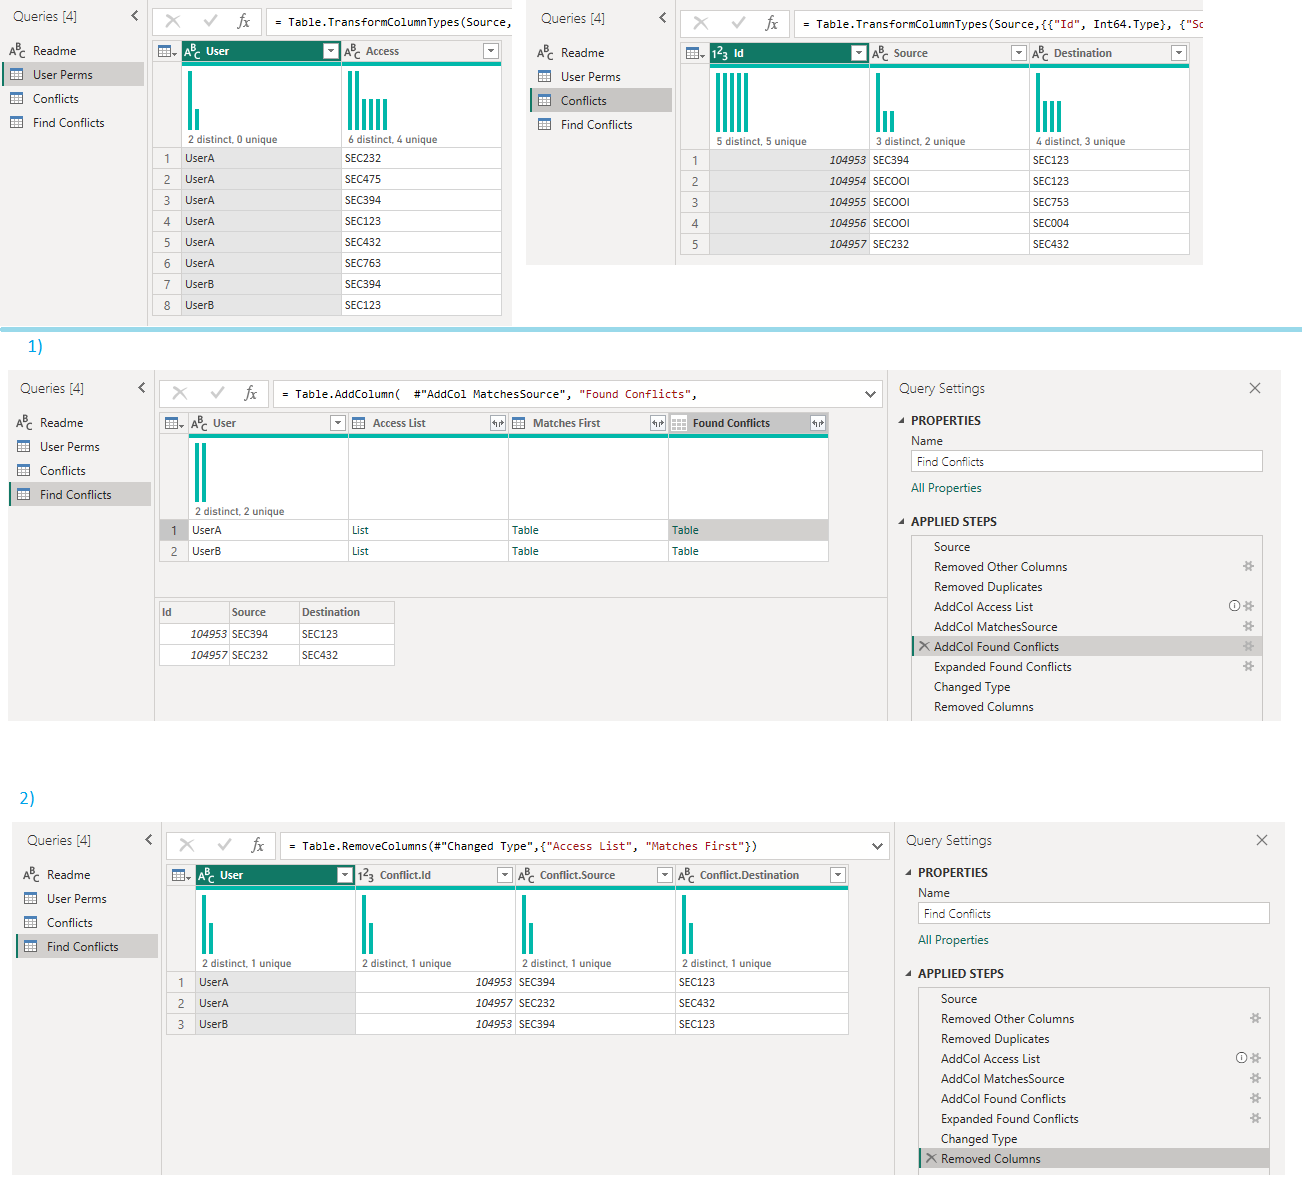 Queries [4]
Readme
User Perms
Conflicts
Find Conflicts
= Table.TransformColumnTypes(Source,
User Access
2 distinct, 0 unique 6 distinct, 4 unique
1 UserA SEC232
2 UserA SEC475
3 UserA SEC394
4 UserA SEC123
5 UserA SEC432
6 UserA SEC763
7 UserB SEC394
8 UserB SEC123
Queries [4]
Readme
User Perms
Conflicts
Find Conflicts
= Table.TransformColumnTypes(Source,{{"Id", Int64.Type}, {"So
Id Source Destination
5 distinct, 5 unique 3 distinct, 2 unique 4 distinct, 3 unique
1 104953 SEC394 SEC123
2 104954 SECOOI SEC123
3 104955 SECOOI SEC753
4 104956 SECOOI SEC004
5 104957 SEC232 SEC432
1)
Queries [4]
Readme
User Perms
Conflicts
Find Conflicts
= Table.AddColumn( #"AddCol MatchesSource", "Found Conflicts",
User Access List Matches First Found Conflicts
2 distinct, 2 unique
1 UserA List Table Table
2 UserB List Table Table
Id Source Destination
104953 SEC394 SEC123
104957 SEC232 SEC432
Query Settings
PROPERTIES
Name
Find Conflicts
All Properties
APPLIED STEPS
Source
Removed Other Columns
Removed Duplicates
AddCol Access List
AddCol MatchesSource
AddCol Found Conflicts
Expanded Found Conflicts
Changed Type
Removed Columns
2)
Queries [4]
Readme
User Perms
Conflicts
Find Conflicts
= Table.RemoveColumns(#"Changed Type",{"Access List", "Matches First"})
User Conflict.Id Conflict.Source Conflict.Destination
2 distinct, 1 unique 2 distinct, 1 unique 2 distinct, 1 unique 2 distinct, 1 unique
1 UserA 104953 SEC394 SEC123
2 UserA 104957 SEC232 SEC432
3 UserB 104953 SEC394 SEC123
Query Settings
PROPERTIES
Name
Find Conflicts
All Properties
APPLIED STEPS
Source
Removed Other Columns
Removed Duplicates
AddCol Access List
AddCol MatchesSource
AddCol Found Conflicts
Expanded Found Conflicts
Changed Type
Removed Columns